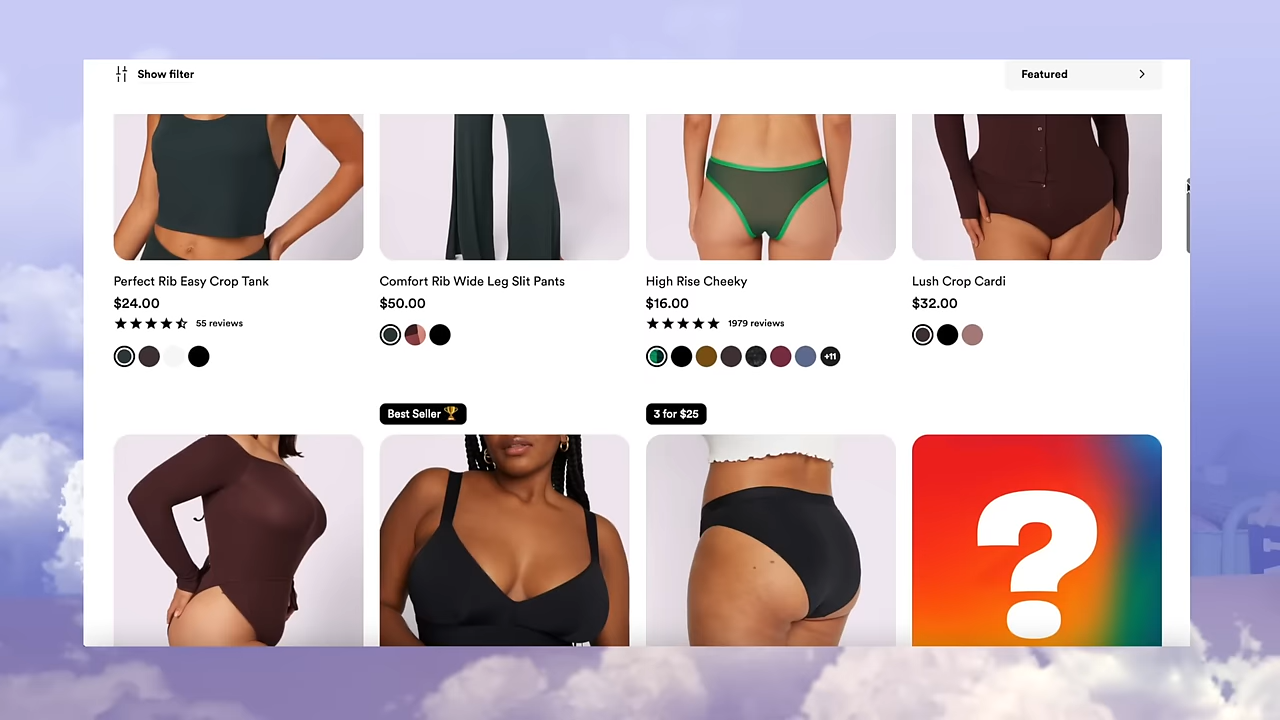 Show filter
Featured
Perfect Rib Easy Crop Tank
$24.00
55 reviews
Comfort Rib Wide Leg Slit Pants
$50.00
High Rise Cheeky
$16.00
1979 reviews
+11
Lush Crop Cardi
$32.00
Best Seller
3 for $25
?